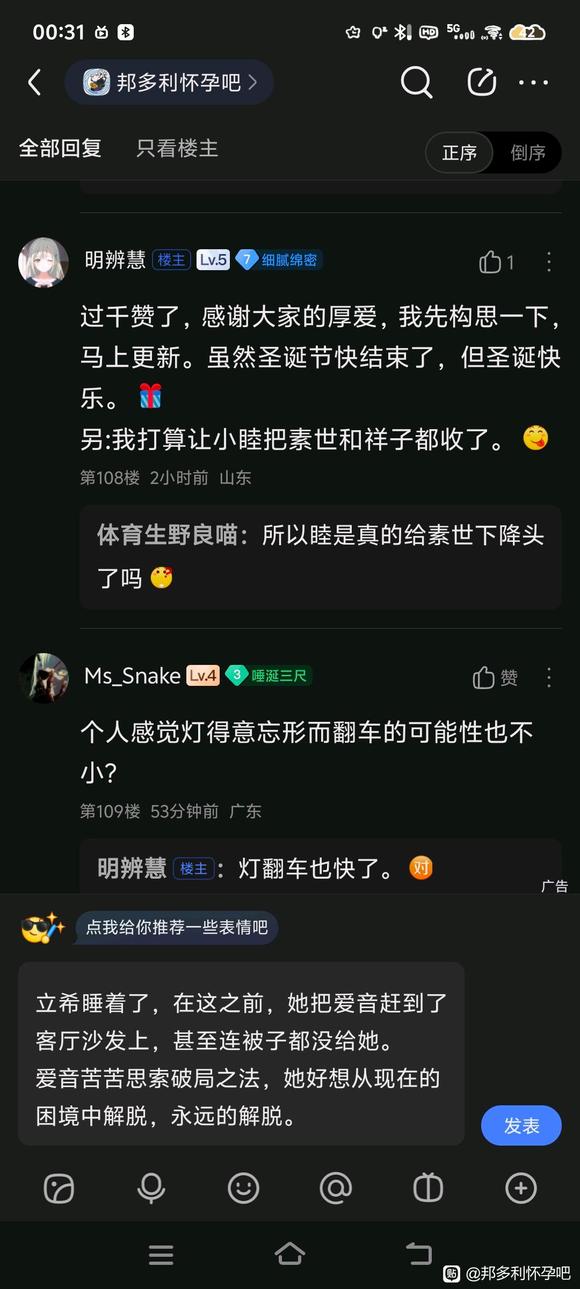 00:31
HD
5G
42
邦多利怀孕吧
全部回复 只看楼主 正序 倒序
明辨慧 楼主 Lv.5 7 细腻绵密 1
过千赞了，感谢大家的厚爱，我先构思一下，
马上更新。虽然圣诞节快结束了，但圣诞快
乐。
另:我打算让小睦把素世和祥子都收了。
第108楼 2小时前 山东
体育生野良喵：所以睦是真的给素世下降头
了吗
Ms_Snake Lv.4 3 唾涎三尺 赞
个人感觉灯得意忘形而翻车的可能性也不
小？
第109楼 53分钟前 广东
明辨慧 楼主：灯翻车也快了。对
广告
点我给你推荐一些表情吧
立希睡着了，在这之前，她把爱音赶到了
客厅沙发上，甚至连被子都没给她。
爱音苦苦思索破局之法，她好想从现在的
困境中解脱，永远的解脱。
发表
贴 @邦多利怀孕吧